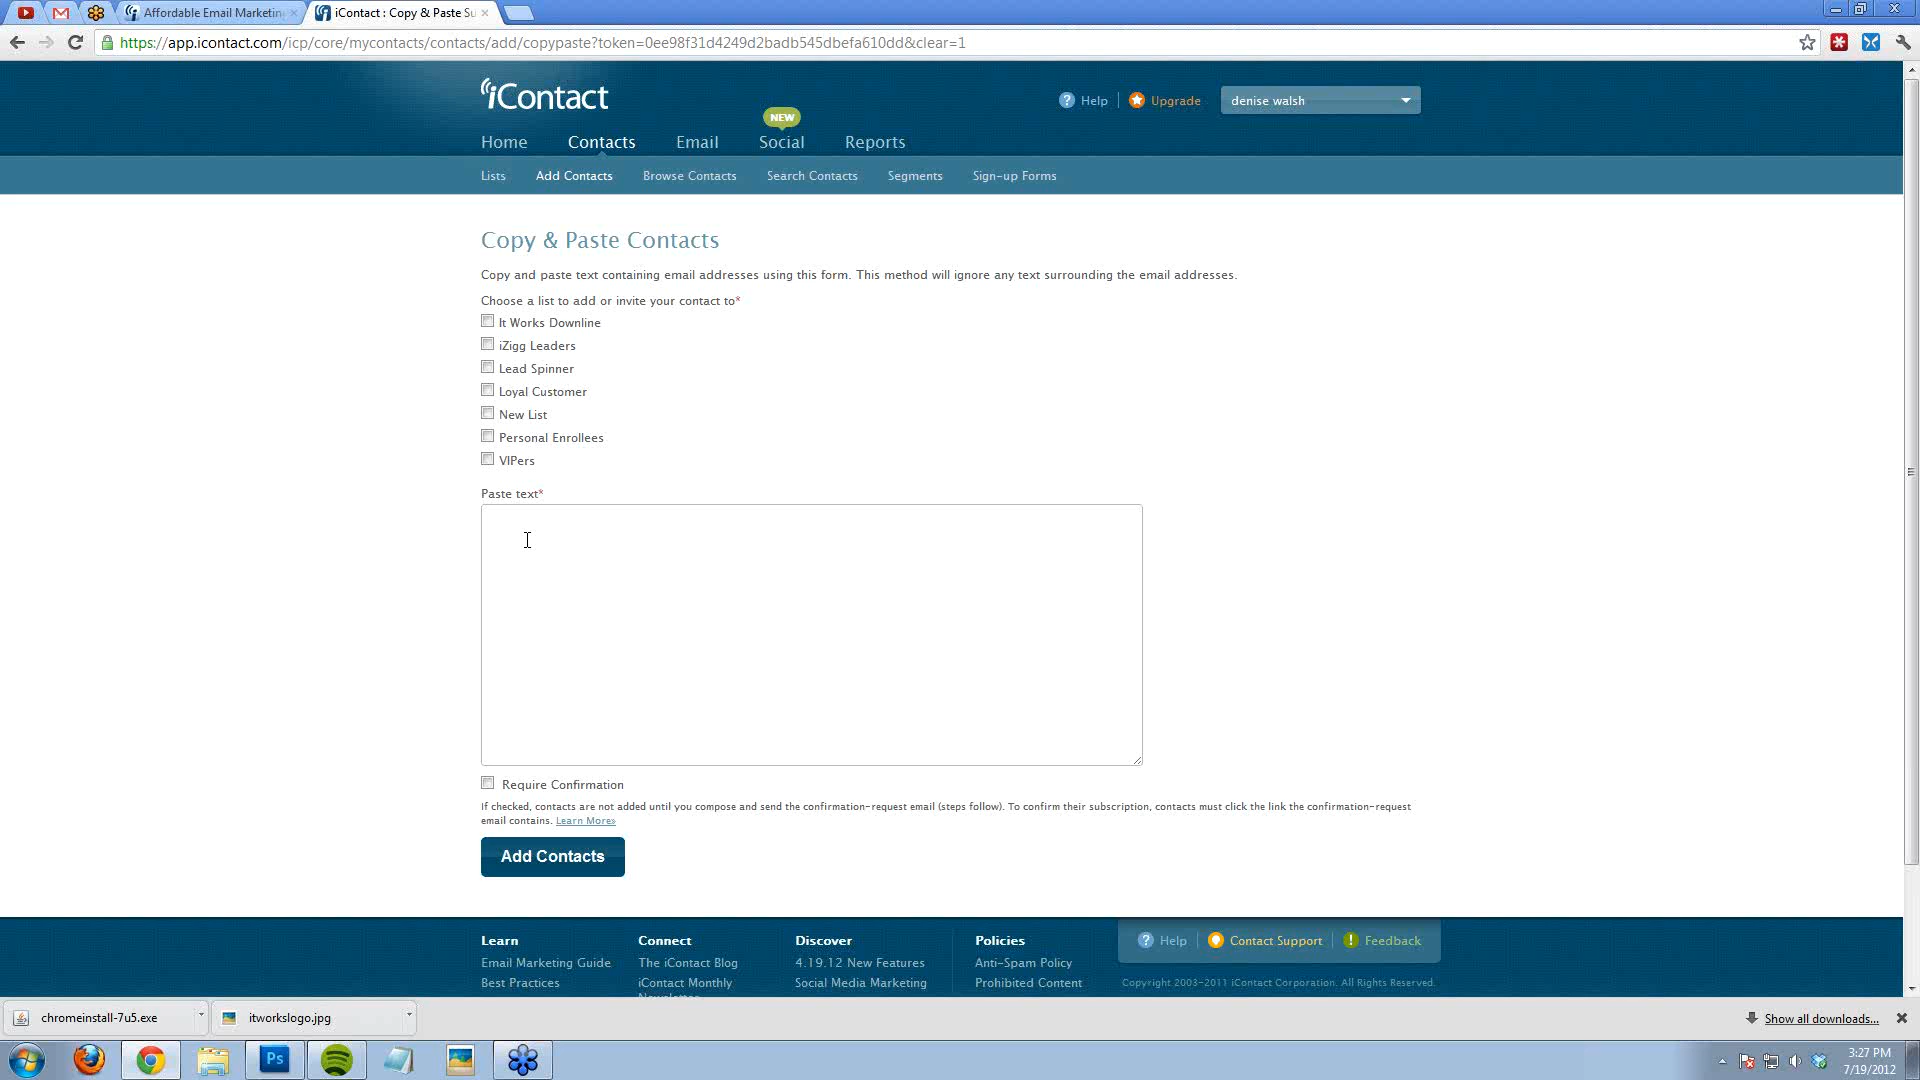 Affordable Email Marketin
iContact : Copy & Paste Su
https://app.icontact.com/icp/core/mycontacts/contacts/add/copypaste?token=0ee98f31d4249d2badb545dbefa610dd&clear=1
iContact
Help
Upgrade
denise walsh
NEW
Home
Contacts
Email
Social
Reports
Lists
Add Contacts
Browse Contacts
Search Contacts
Segments
Sign-up Forms
Copy & Paste Contacts
Copy and paste text containing email addresses using this form. This method will ignore any text surrounding the email addresses.
Choose a list to add or invite your contact to*
It Works Downline
iZigg Leaders
Lead Spinner
Loyal Customer
New List
Personal Enrollees
VIPers
Paste text*
Require Confirmation
If checked, contacts are not added until you compose and send the confirmation-request email (steps follow). To confirm their subscription, contacts must click the link the confirmation-request
email contains. Learn More»
Add Contacts
Learn
Connect
Discover
Policies
Help
Contact Support
Feedback
Email Marketing Guide
The iContact Blog
4.19.12 New Features
Anti-Spam Policy
Best Practices
iContact Monthly
Social Media Marketing
Prohibited Content
Copyright 2003-2011 iContact Corporation. All Rights Reserved.
Newsletter
chromeinstall-7u5.exe
itworkslogo.jpg
Show all downloads...
Ps
3:27 PM
7/19/2012